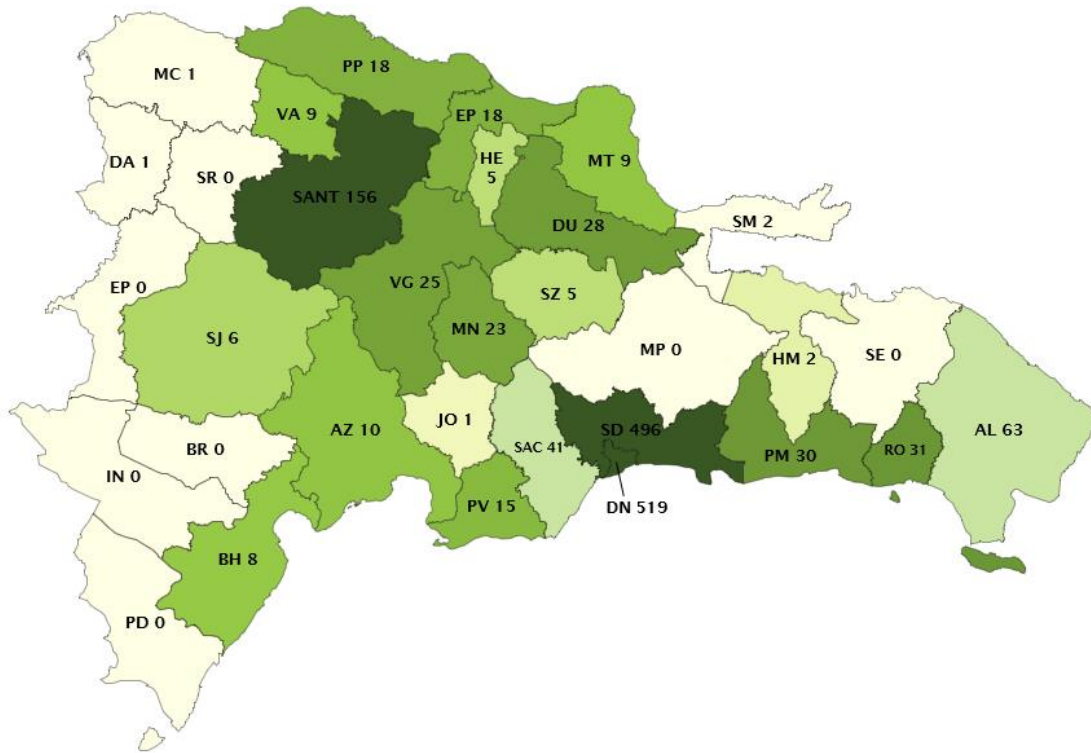 PP 18
MC 1
VA 9
EP 18
HE
5
MT 9
DA 1
SR 0
SANT 156
SM 2
DU 28
EP 0
VG 25
SZ 5
MN 23
SJ 6
MP 0
HM 2
SE 0
JO 1
AZ 10
SD 496
AL 63
BR 0
SAC 41
PM 30
RO 31
IN 0
PV 15
DN 519
BH 8
PD 0